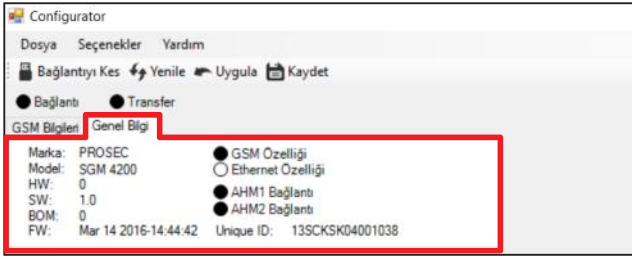 Configurator
Dosya Seçenekler Yardım
Bağlantıyı Kes Yenile Uygula Kaydet
Bağlantı Transfer
GSM Bilgileri Genel Bilgi
Marka: PROSEC GSM Özelliği
Model: SGM 4200 Ethernet Özelliği
HW: 0
AHM1 Bağlantı
SW: 1.0
AHM2 Bağlantı
BOM: 0
FW: Mar 14 2016-14:44:42 Unique ID: 13SCKSK04001038